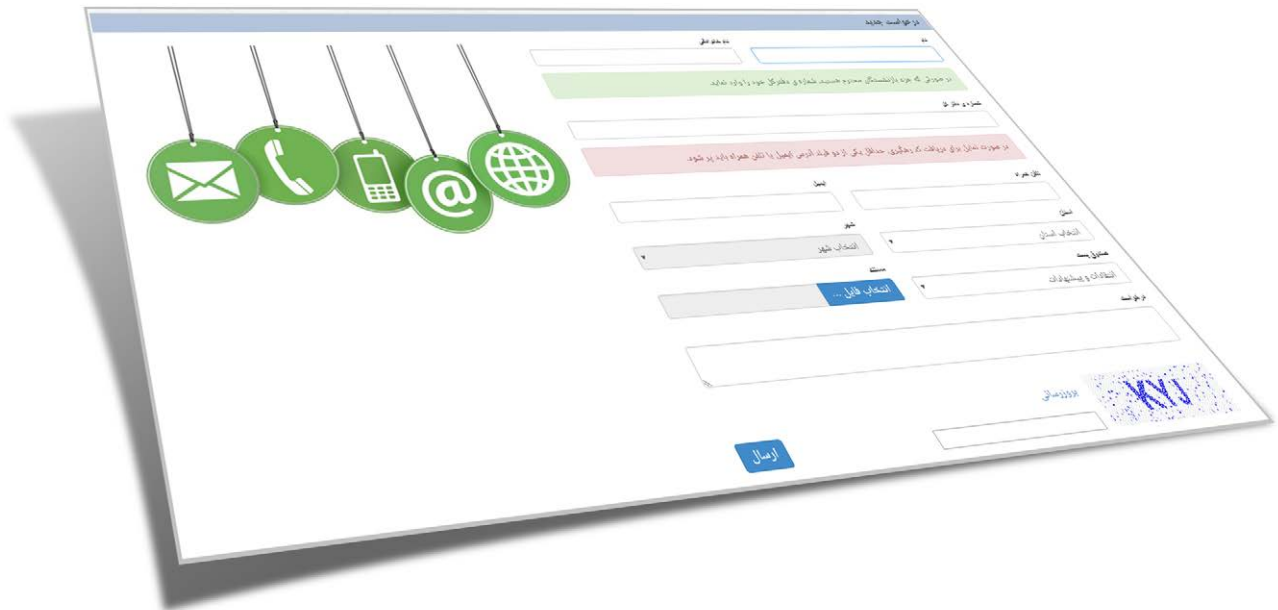 درخواست جدید
نام
نام خانوادگی
در صورتی که جزء بازنشستگان محترم هستید، شماره ی دفترکل خود را وارد نمایید.
شماره ی دفتر کل
در صورت تمایل برای دریافت کد رهگیری، حداقل یکی از دو فیلد آدرس ایمیل یا تلفن همراه باید پر شود.
تلفن همراه
ایمیل
استان
شهر
انتخاب استان
انتخاب شهر
صندوق پست
مستند
انتقادات و پیشنهادات
انتخاب فایل ...
درخواست
KYJ
بروزرسانی
ارسال
@